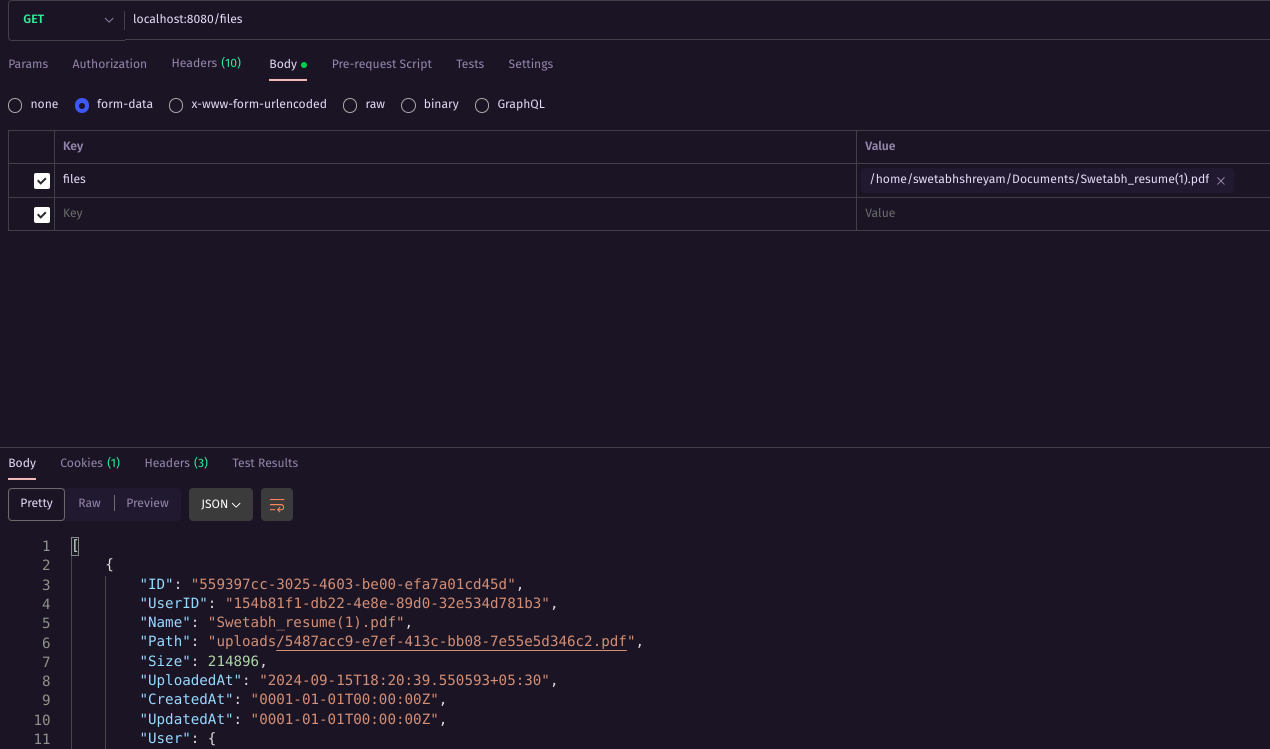 GET localhost:8080/files
Params Authorization Headers (10) Body Pre-request Script Tests Settings
none form-data x-www-form-urlencoded raw binary GraphQL
Key Value
files /home/swetabhshreyam/Documents/Swetabh_resume(1).pdf
Key Value
Body Cookies (1) Headers (3) Test Results
Pretty Raw Preview JSON
1 [
2 {
3 "ID": "559397cc-3025-4603-be00-efa7a01cd45d",
4 "UserID": "154b81f1-db22-4e8e-89d0-32e534d781b3",
5 "Name": "Swetabh_resume(1).pdf",
6 "Path": "uploads/5487acc9-e7ef-413c-bb08-7e55e5d346c2.pdf",
7 "Size": 214896,
8 "UploadedAt": "2024-09-15T18:20:39.550593+05:30",
9 "CreatedAt": "0001-01-01T00:00:00Z",
10 "UpdatedAt": "0001-01-01T00:00:00Z",
11 "User": {